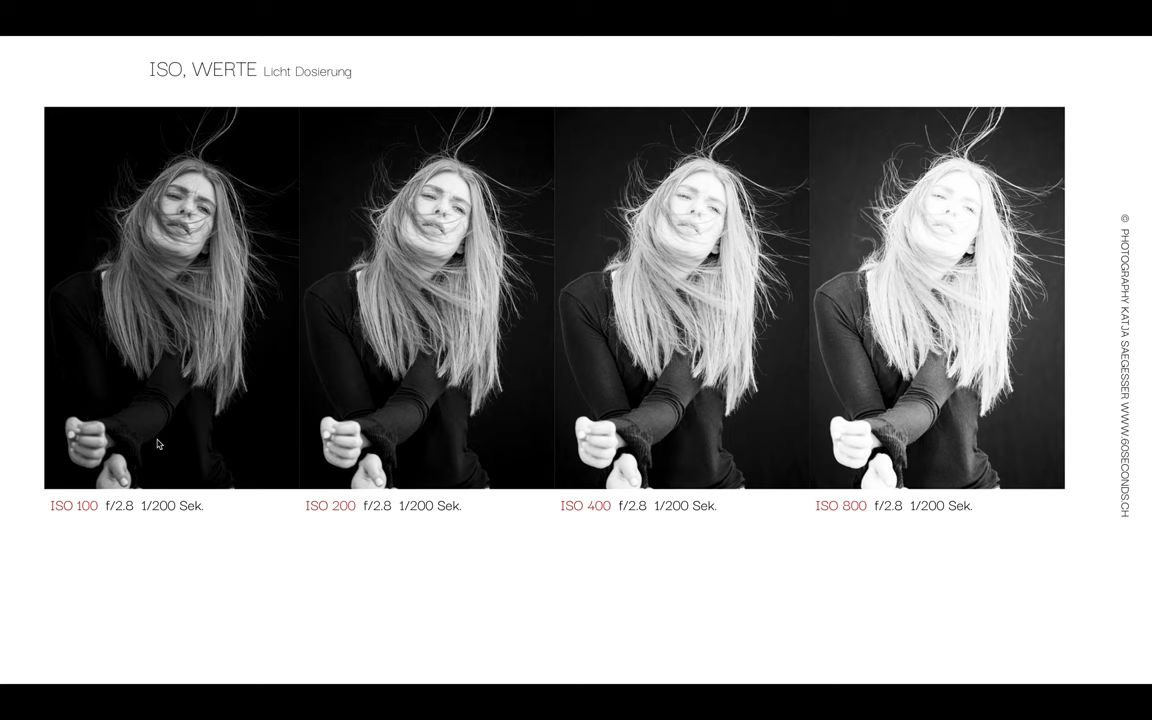 ISO, WERTE Licht Dosierung
ISO 100 f/2.8 1/200 Sek.
ISO 200 f/2.8 1/200 Sek.
ISO 400 f/2.8 1/200 Sek.
ISO 800 f/2.8 1/200 Sek.
© PHOTOGRAPHY KATJA SAEGESSER WWW.60SECONDS.CH